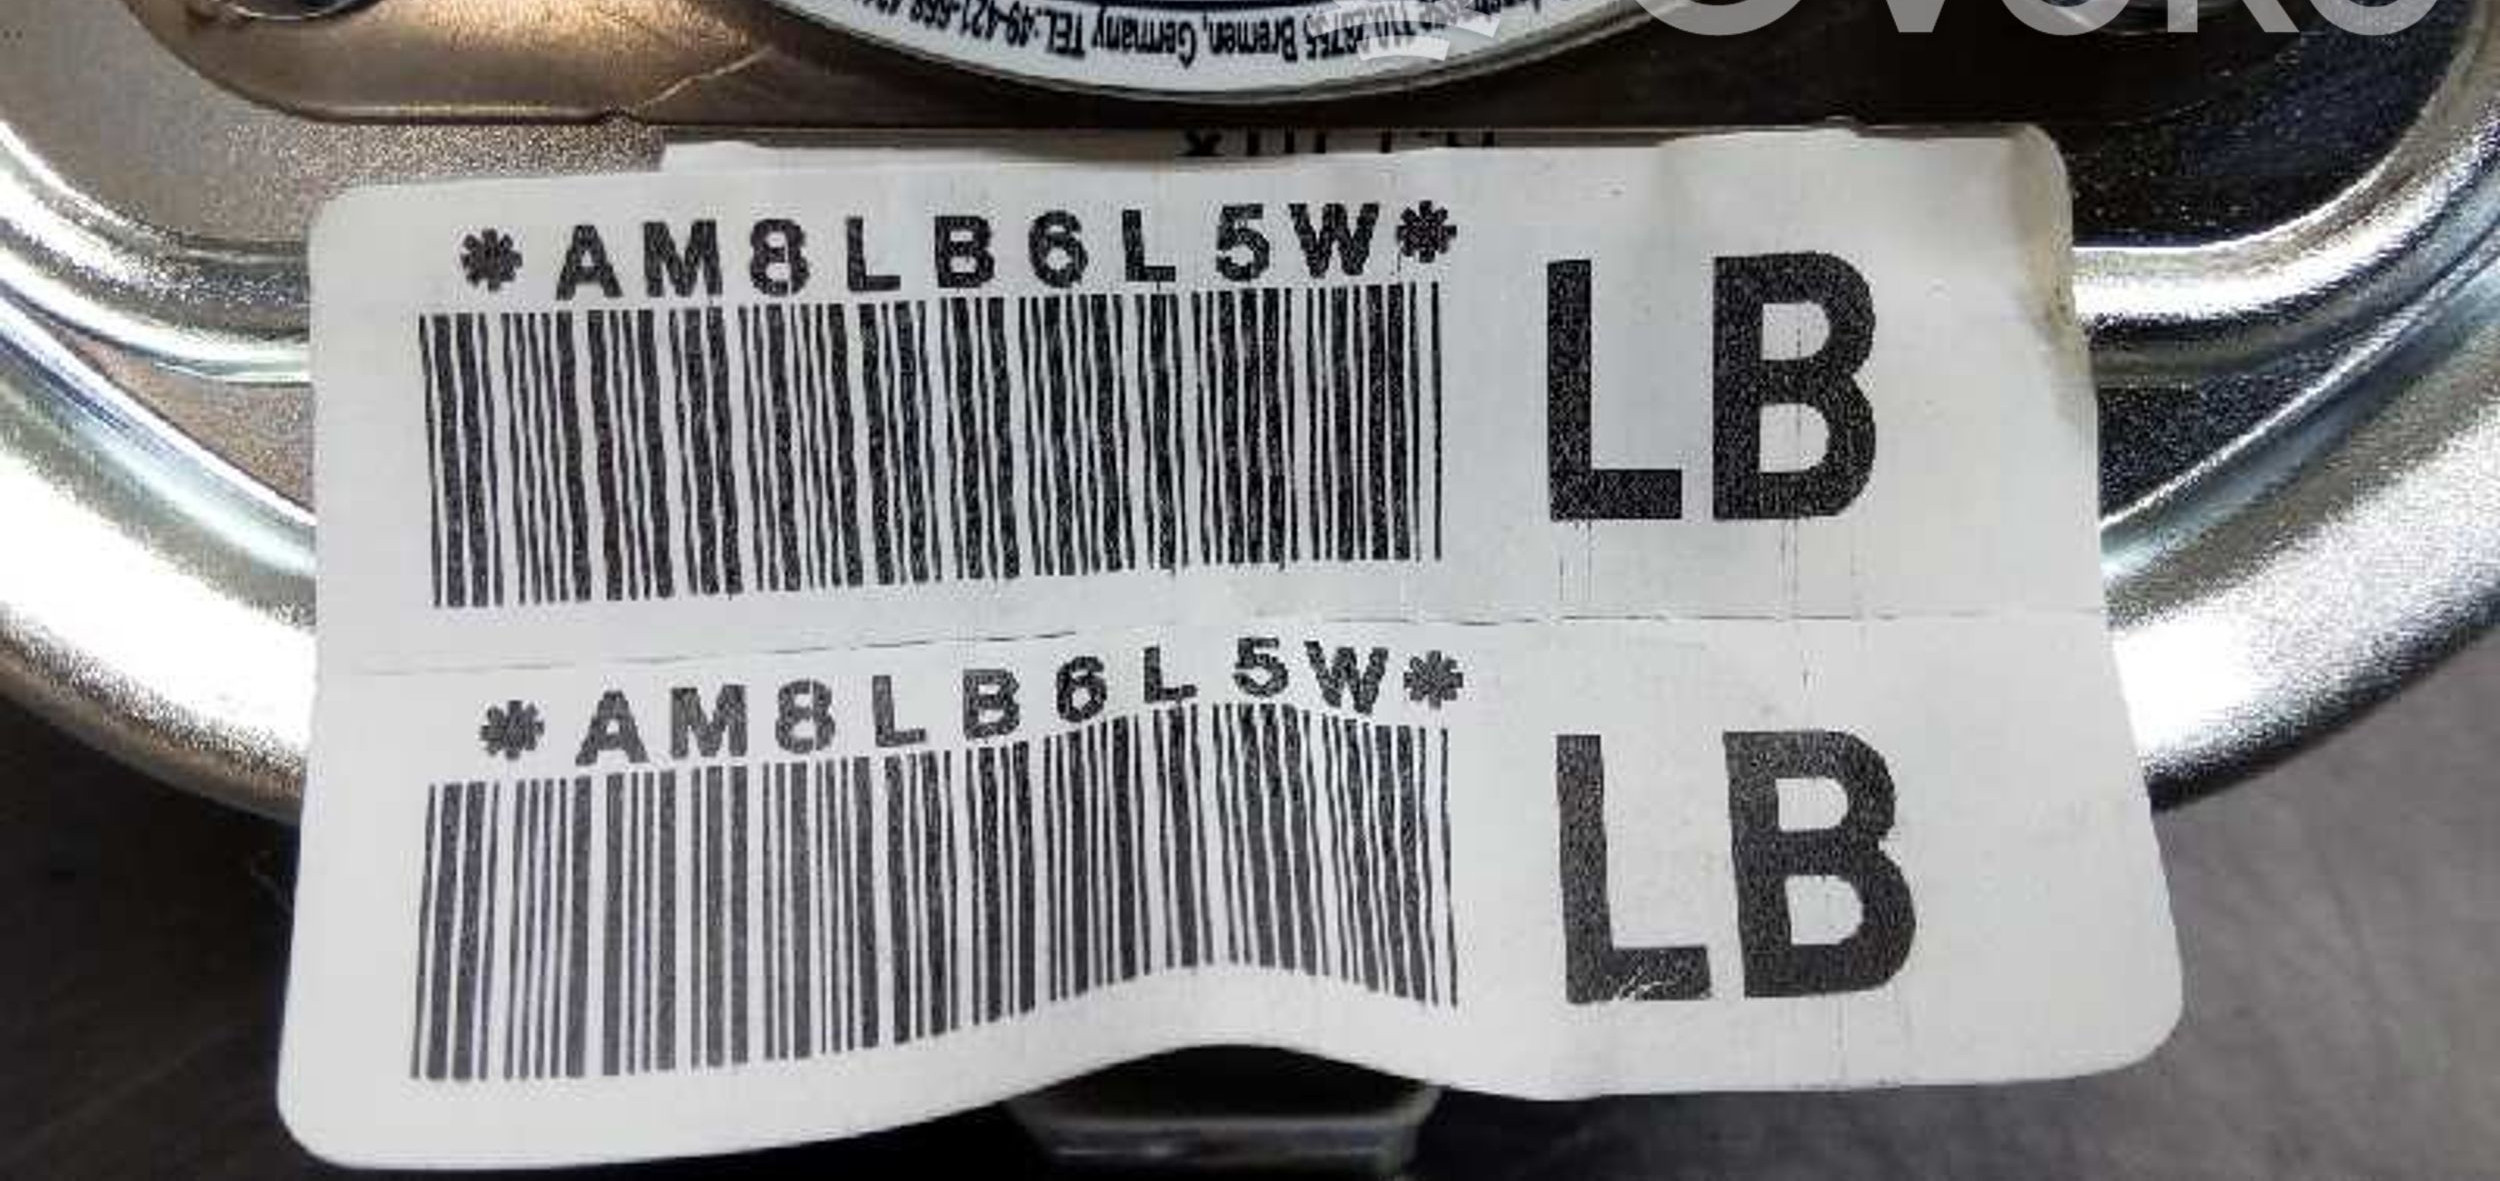 Bremen, Germany TEL:49-421-
*AM8LB6L5W*
LB
*AM8LB6L5W*
LB